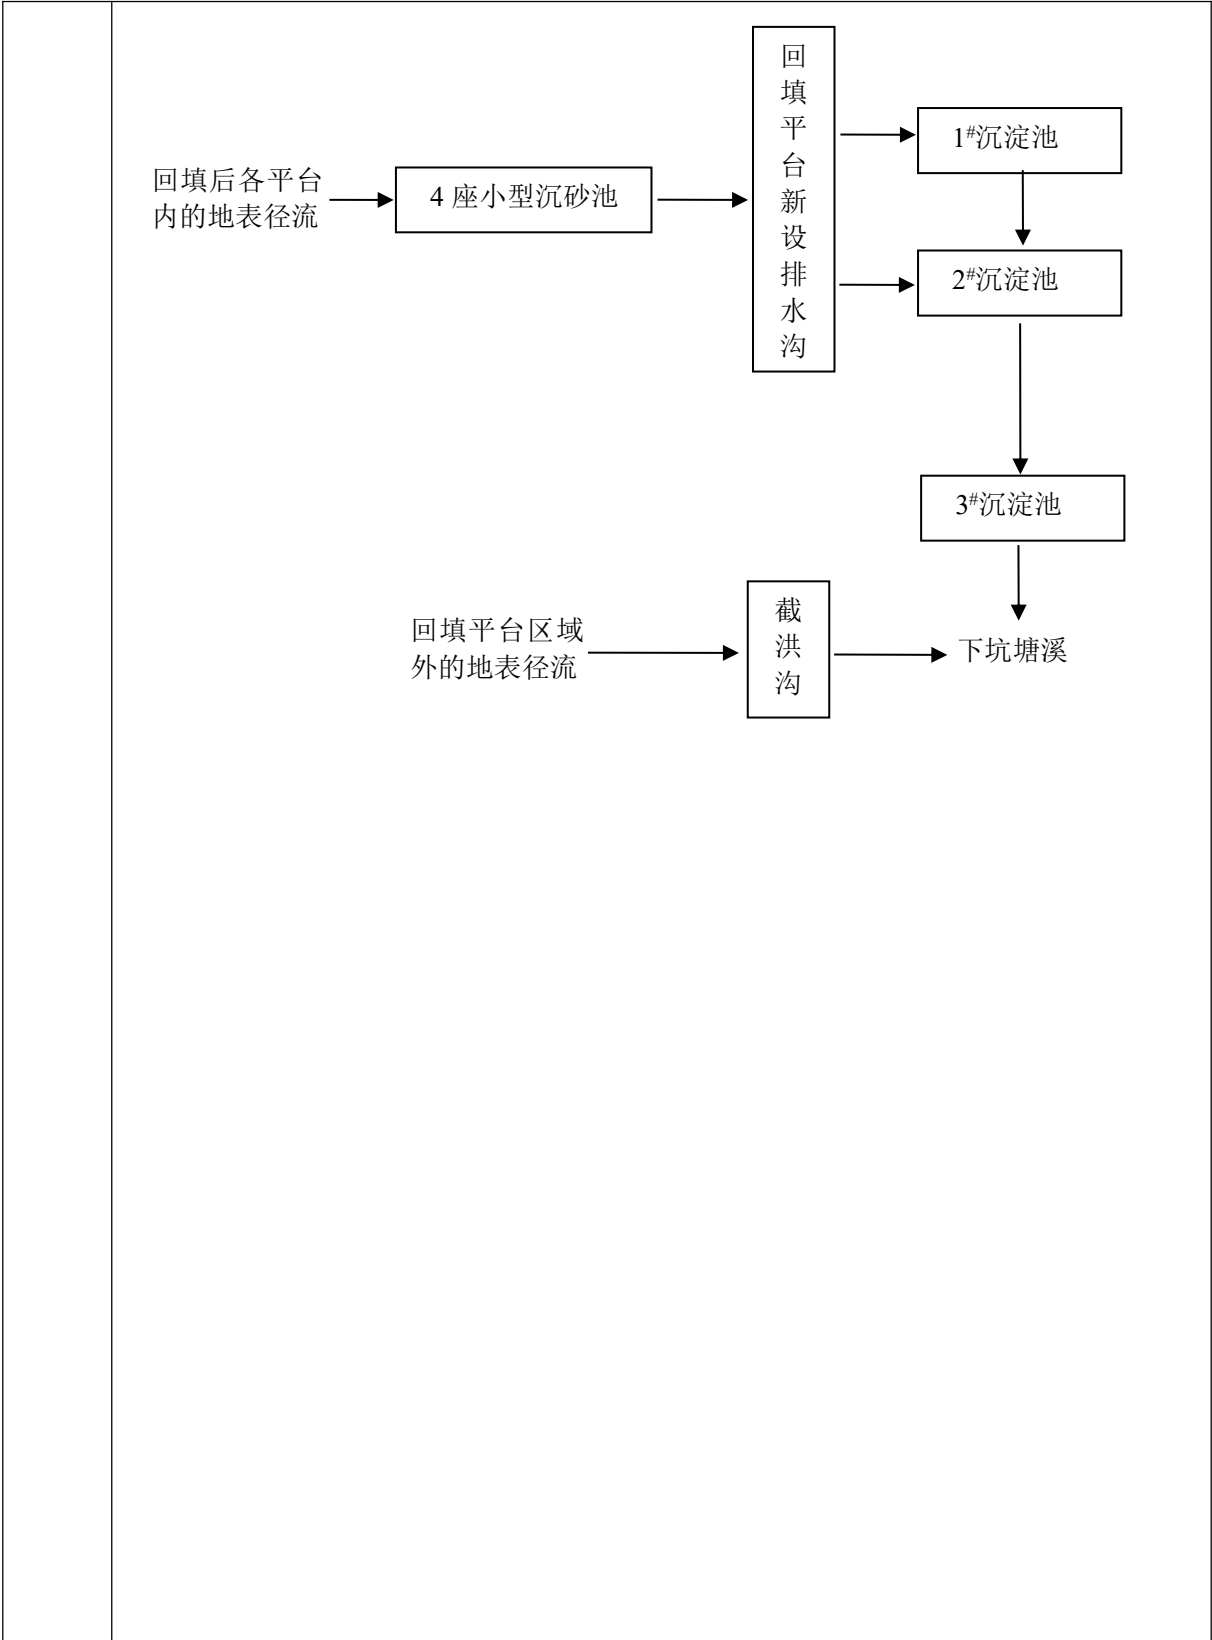 回填后各平台
内的地表径流
4 座小型沉砂池
回填平台新设排水沟
1#沉淀池
2#沉淀池
3#沉淀池
回填平台区域
外的地表径流
截洪沟
下坑塘溪